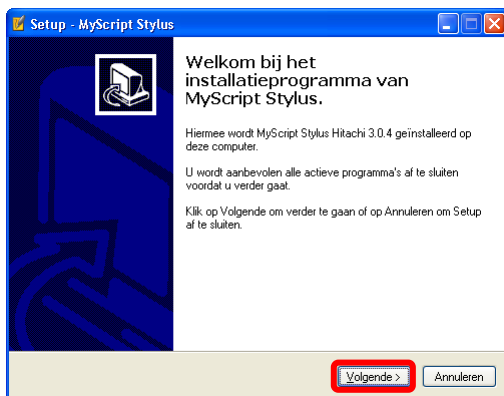 Setup - MyScript Stylus
Welkom bij het
installatieprogramma van
MyScript Stylus.
Hiermee wordt MyScript Stylus Hitachi 3.0.4 geïnstalleerd op
deze computer.
U wordt aanbevolen alle actieve programma's af te sluiten
voordat u verder gaat.
Klik op Volgende om verder te gaan of op Annuleren om Setup
af te sluiten.
Volgende >
Annuleren